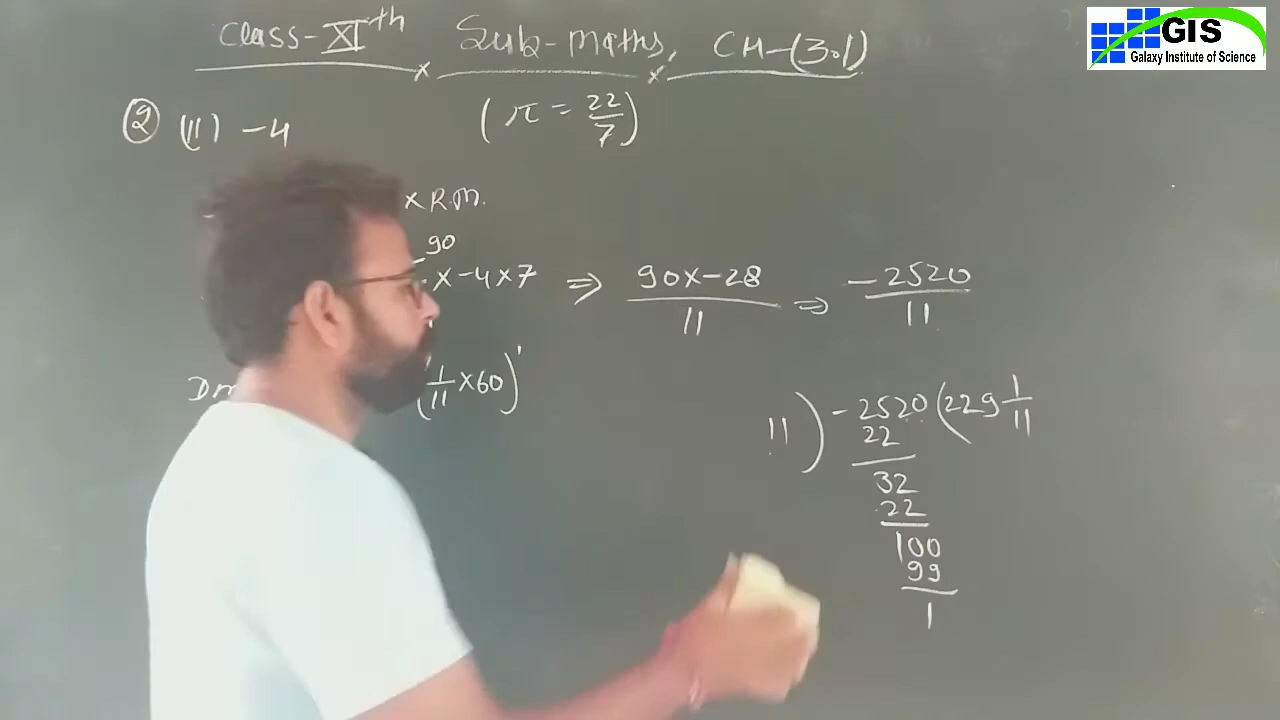 Class-XIth Sub-Maths, CH-(3.1)
GIS
Galaxy Institute of Science
② (II) -4 (π = 22/7)
× R.M.
90
x -4 x 7 ⇒ 90x-28/11 ⇒ -2520/11
(1/11 x60)'
11) -2520 (229 1/11
22
32
22
100
99
1